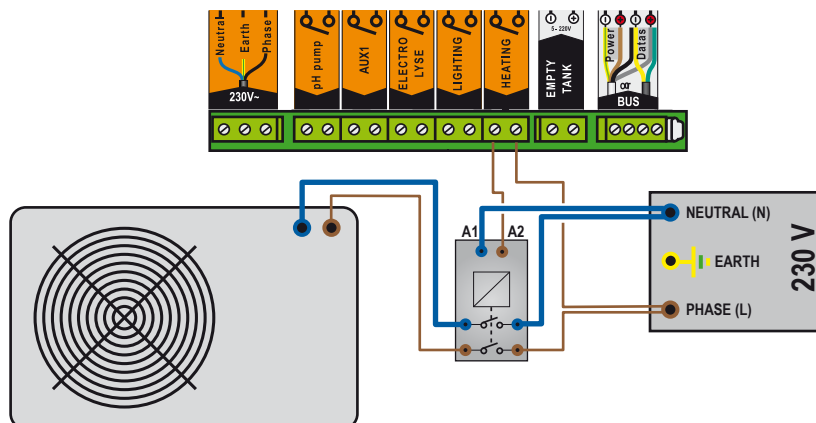 Neutral
Earth
Phase
230V~
pH pump
AUX1
ELECTRO
LYSE
LIGHTING
HEATING
5 - 220V
EMPTY
TANK
Power
Datas
or
BUS
A1
A2
NEUTRAL (N)
EARTH
PHASE (L)
230 V